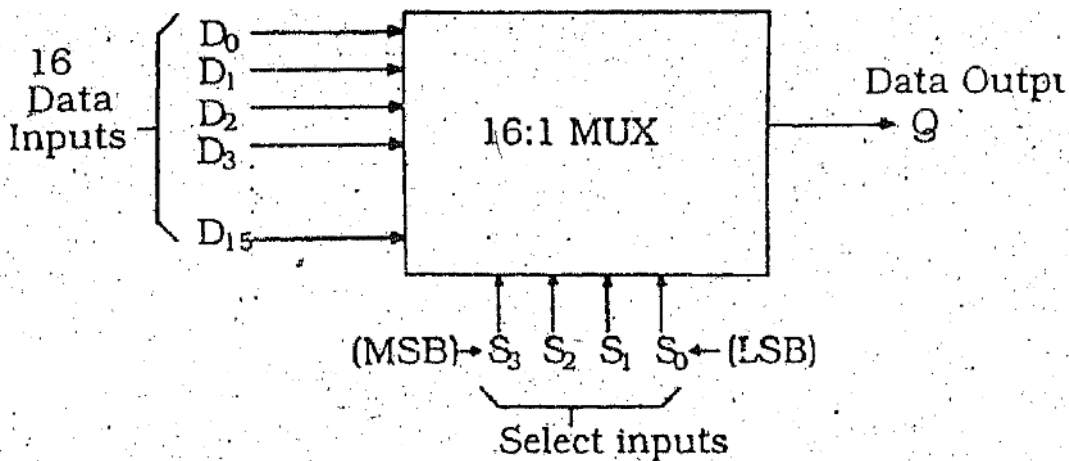 16
Data
Inputs
D₀
D₁
D₂
D₃
D₁₅
16:1 MUX
Data Outpu
Q
(MSB) S₃ S₂ S₁ S₀ (LSB)
Select inputs